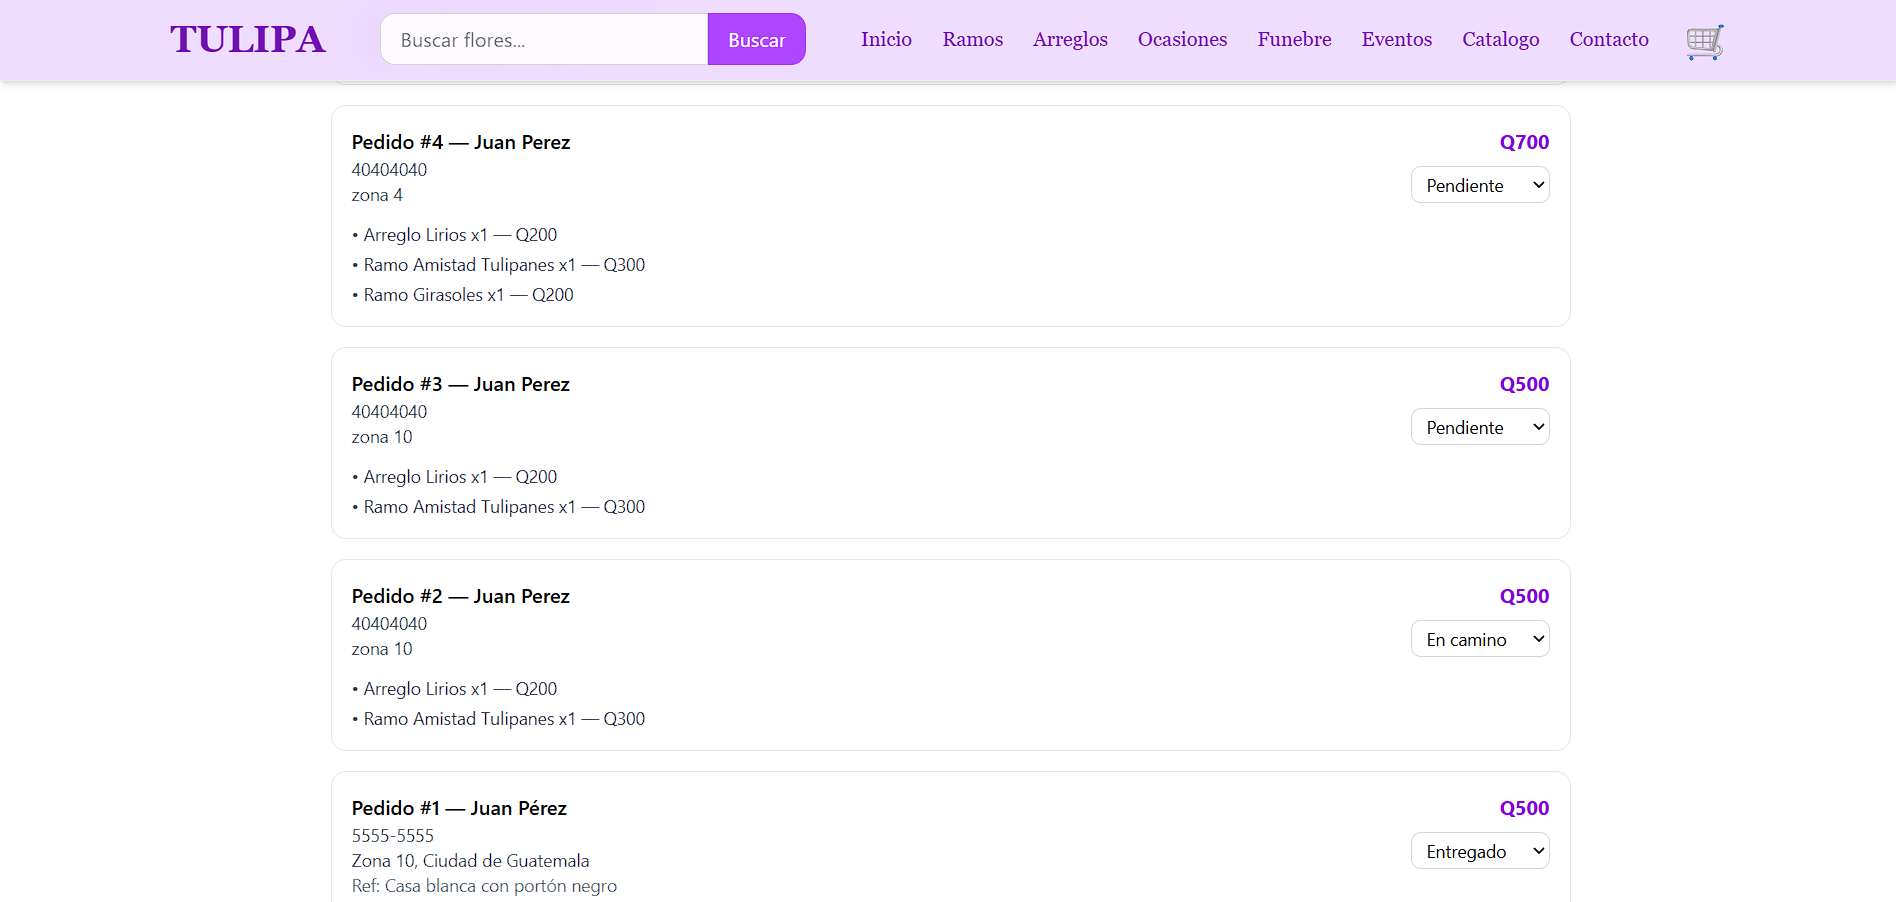 TULIPA
Buscar flores...
Buscar
Inicio
Ramos
Arreglos
Ocasiones
Funebre
Eventos
Catalogo
Contacto
Pedido #4 — Juan Perez
Q700
40404040
Pendiente
zona 4
• Arreglo Lirios x1 — Q200
• Ramo Amistad Tulipanes x1 — Q300
• Ramo Girasoles x1 — Q200
Pedido #3 — Juan Perez
Q500
40404040
Pendiente
zona 10
• Arreglo Lirios x1 — Q200
• Ramo Amistad Tulipanes x1 — Q300
Pedido #2 — Juan Perez
Q500
40404040
En camino
zona 10
• Arreglo Lirios x1 — Q200
• Ramo Amistad Tulipanes x1 — Q300
Pedido #1 — Juan Pérez
Q500
5555-5555
Entregado
Zona 10, Ciudad de Guatemala
Ref: Casa blanca con portón negro